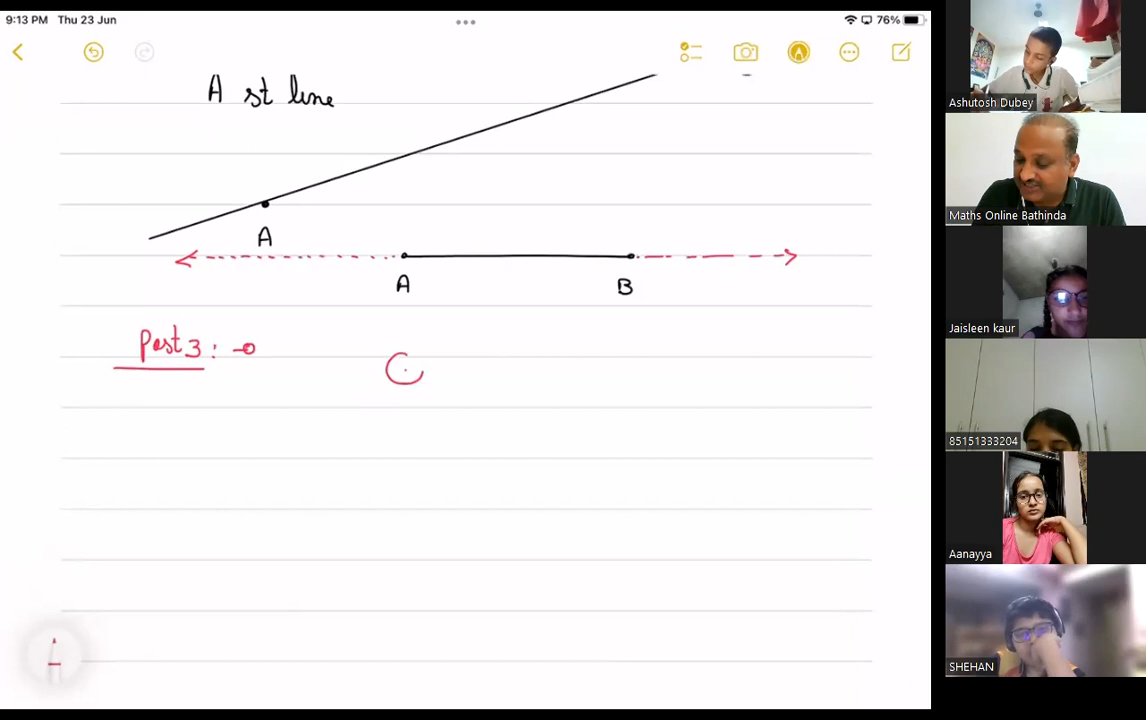 9:13 PM Thu 23 Jun
76%
A st line
A
A B
Post 3 :
Ashutosh Dubey
Maths Online Bathinda
Jaisleen kaur
85151333204
Aanayya
SHEHAN